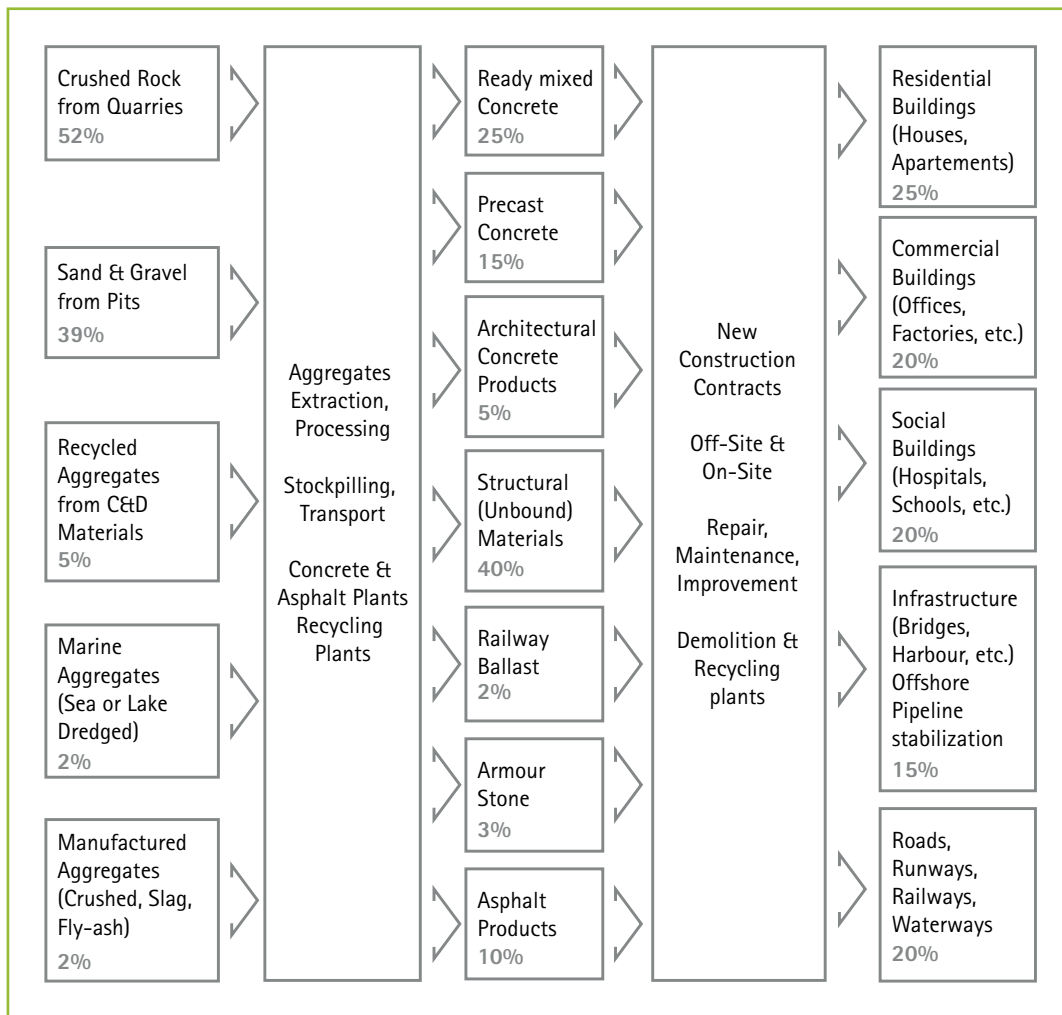 Crushed Rock
from Quarries
52%
Sand & Gravel
from Pits
39%
Recycled
Aggregates
from C&D
Materials
5%
Marine
Aggregates
(Sea or Lake
Dredged)
2%
Manufactured
Aggregates
(Crushed, Slag,
Fly-ash)
2%
Aggregates
Extraction,
Processing
Stockpilling,
Transport
Concrete &
Asphalt Plants
Recycling
Plants
Ready mixed
Concrete
25%
Precast
Concrete
15%
Architectural
Concrete
Products
5%
Structural
(Unbound)
Materials
40%
Railway
Ballast
2%
Armour
Stone
3%
Asphalt
Products
10%
New
Construction
Contracts
Off-Site &
On-Site
Repair,
Maintenance,
Improvement
Demolition &
Recycling
plants
Residential
Buildings
(Houses,
Apartements)
25%
Commercial
Buildings
(Offices,
Factories, etc.)
20%
Social
Buildings
(Hospitals,
Schools, etc.)
20%
Infrastructure
(Bridges,
Harbour, etc.)
Offshore
Pipeline
stabilization
15%
Roads,
Runways,
Railways,
Waterways
20%